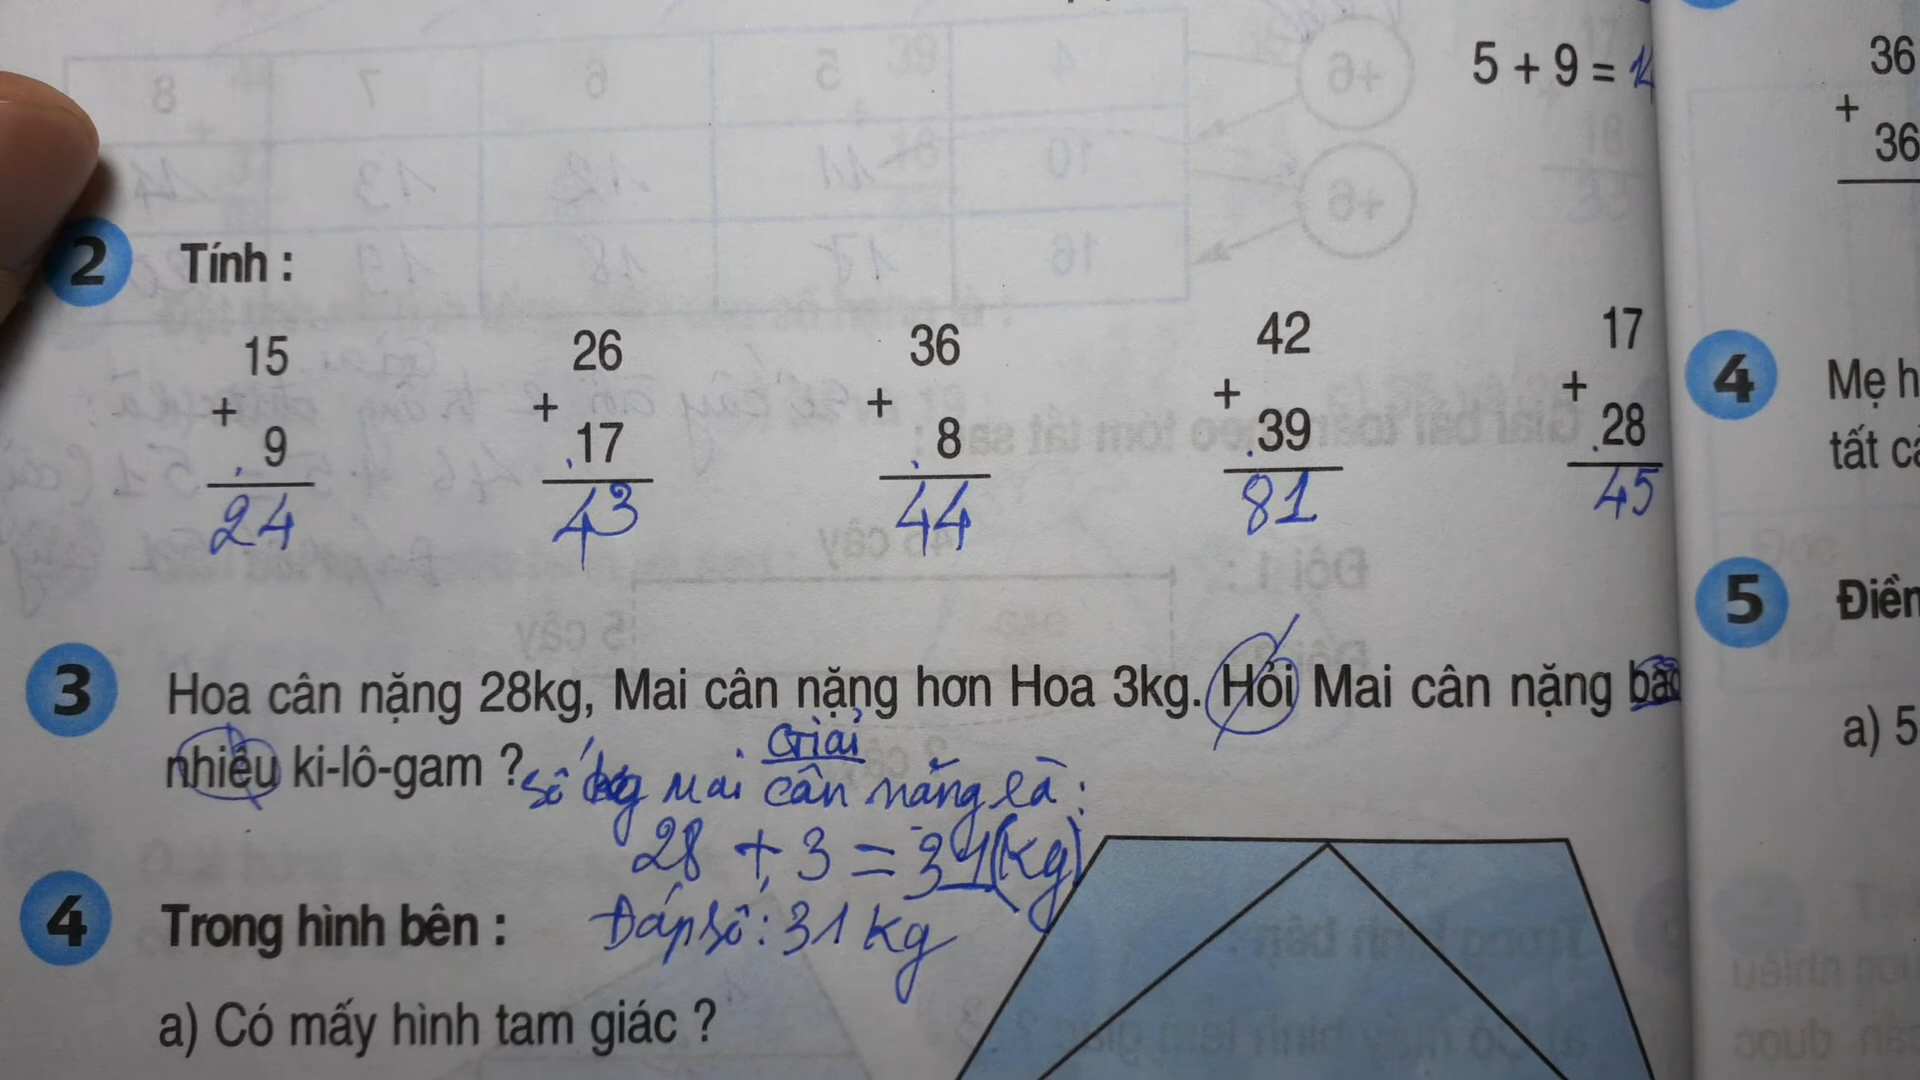 5 + 9 = 14
2 Tính :
15 26 36 42 17
+ + + + +
9 17 8 39 28
24 43 44 81 45
3 Hoa cân nặng 28kg, Mai cân nặng hơn Hoa 3kg. Hỏi Mai cân nặng bao
nhiêu ki-lô-gam ?
Giải
Số kg Mai cân nặng là :
28 + 3 = 31 (kg)
Đáp số : 31 kg
4 Trong hình bên :
a) Có mấy hình tam giác ?
36
+
36
4 Mẹ h
tất cả
5 Điền
a) 5